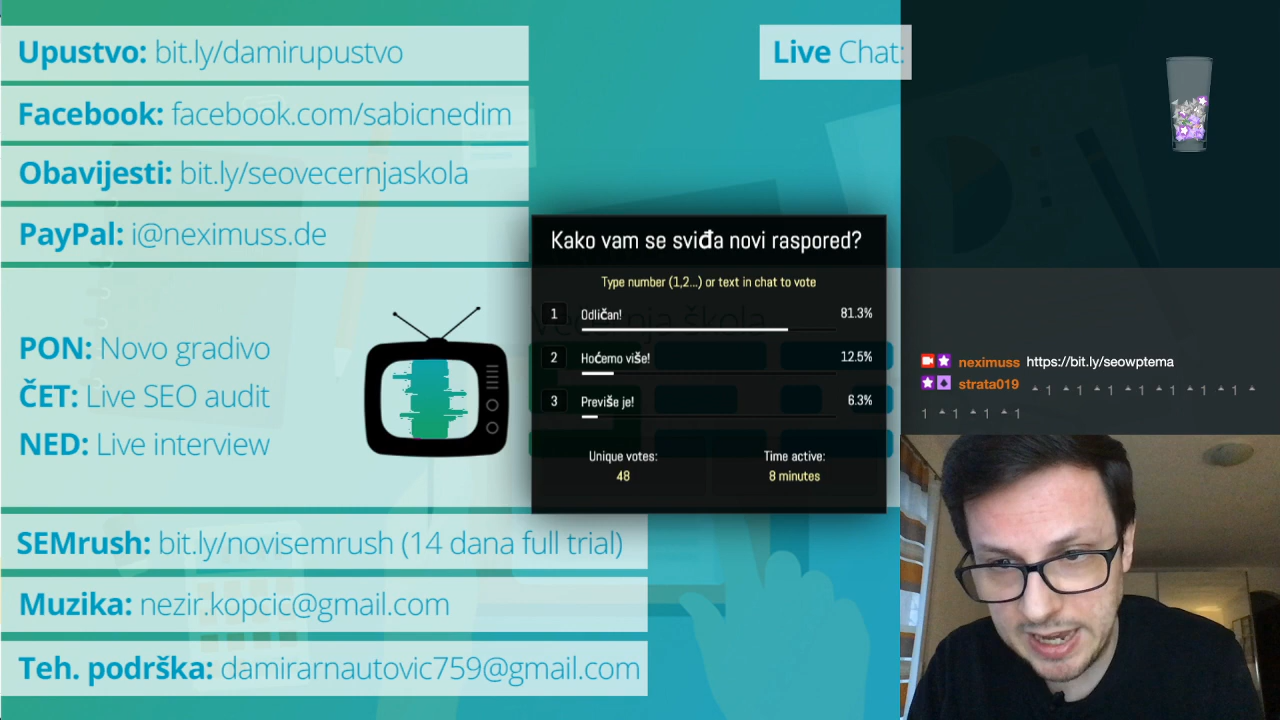 Upustvo: bit.ly/damirupustvo
Facebook: facebook.com/sabicnedim
Obavijesti: bit.ly/seovecernjaskola
PayPal: i@neximuss.de
PON: Novo gradivo
ČET: Live SEO audit
NED: Live interview
SEMrush: bit.ly/novisemrush (14 dana full trial)
Muzika: nezir.kopcic@gmail.com
Teh. podrška: damirarnautovic759@gmail.com
Kako vam se sviđa novi raspored?
Type number (1,2...) or text in chat to vote
1 Odličan! 81.3%
2 Hoćemo više! 12.5%
3 Previše je! 6.3%
Unique votes: Time active:
48 8 minutes
Live Chat:
neximuss https://bit.ly/seowptema
strata019 1 1 1 1 1 1 1
1 1 1 1